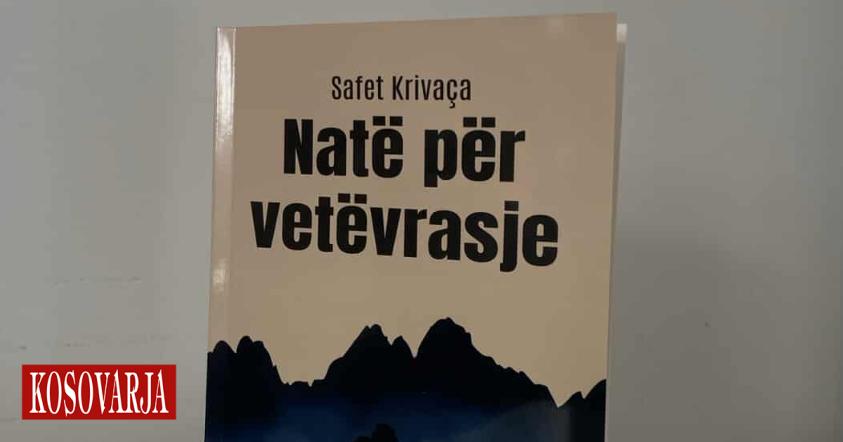 Safet Krivaça
Natë për
vetëvrasje
KOSOVARJA